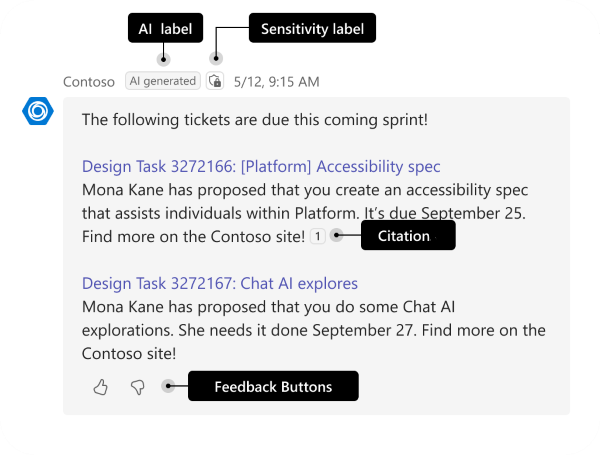 AI label
Sensitivity label
Contoso AI generated 5/12, 9:15 AM
The following tickets are due this coming sprint!
Design Task 3272166: [Platform] Accessibility spec
Mona Kane has proposed that you create an accessibility spec
that assists individuals within Platform. It’s due September 25.
Find more on the Contoso site! 1
Citation
Design Task 3272167: Chat AI explores
Mona Kane has proposed that you do some Chat AI
explorations. She needs it done September 27. Find more on the
Contoso site!
Feedback Buttons